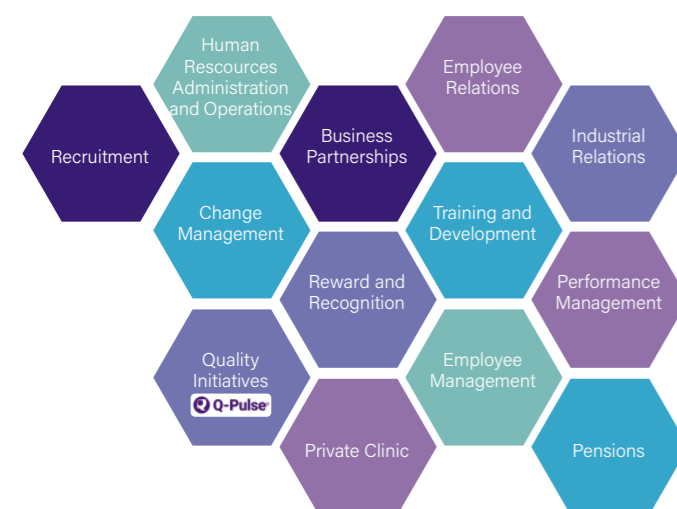 Human
Rescources
Administration
and Operations
Employee
Relations
Recruitment
Business
Partnerships
Industrial
Relations
Change
Management
Training and
Development
Reward and
Recognition
Performance
Management
Quality
Initiatives
Q-Pulse
Employee
Management
Private Clinic
Pensions